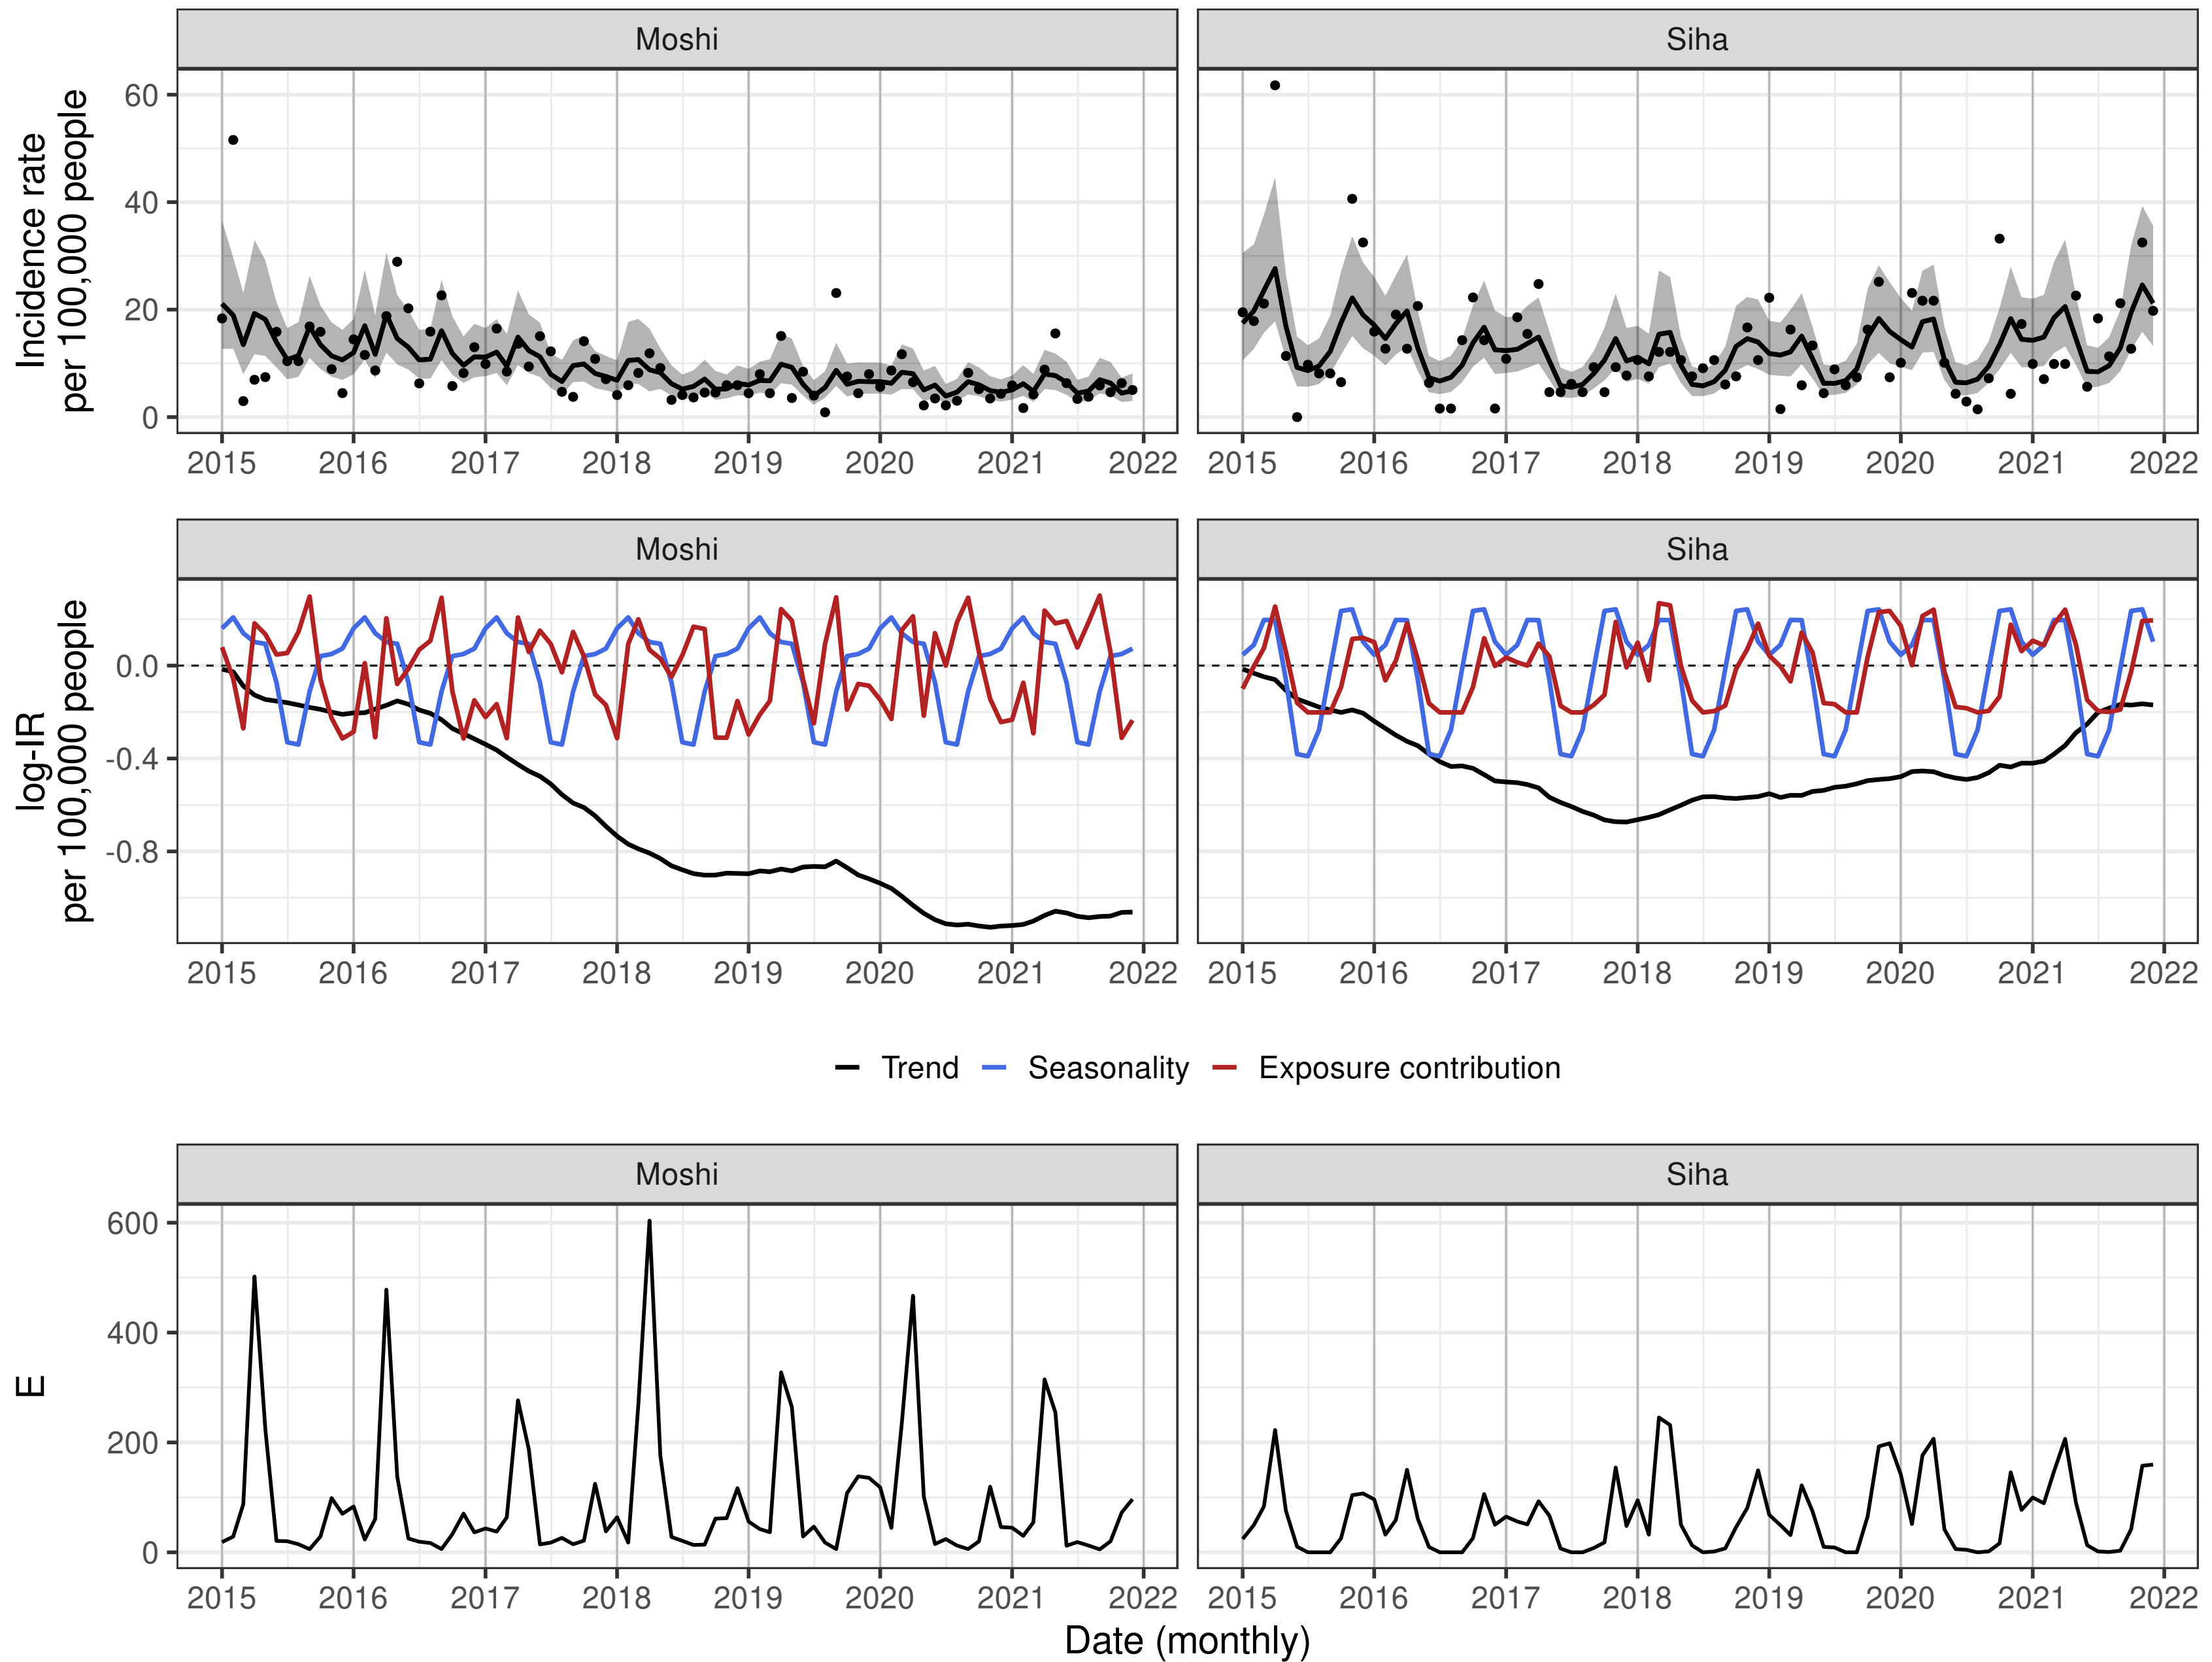 Moshi
Siha
Incidence rate
per 100,000 people
60
40
20
0
2015 2016 2017 2018 2019 2020 2021 2022
2015 2016 2017 2018 2019 2020 2021 2022
Moshi
Siha
log-IR
per 100,000 people
0.0
-0.4
-0.8
2015 2016 2017 2018 2019 2020 2021 2022
2015 2016 2017 2018 2019 2020 2021 2022
Trend Seasonality Exposure contribution
Moshi
Siha
E
600
400
200
0
2015 2016 2017 2018 2019 2020 2021 2022
2015 2016 2017 2018 2019 2020 2021 2022
Date (monthly)